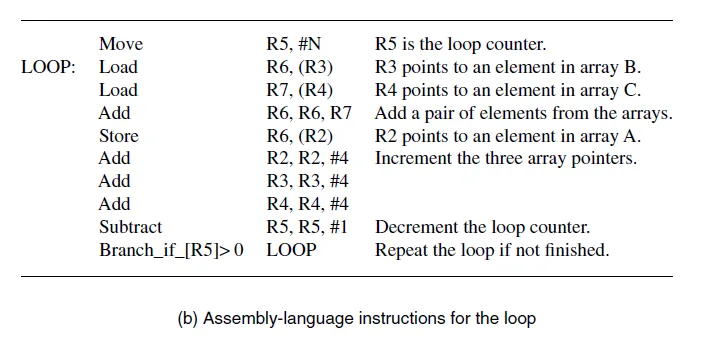 Move R5, #N R5 is the loop counter.
LOOP: Load R6, (R3) R3 points to an element in array B.
Load R7, (R4) R4 points to an element in array C.
Add R6, R6, R7 Add a pair of elements from the arrays.
Store R6, (R2) R2 points to an element in array A.
Add R2, R2, #4 Increment the three array pointers.
Add R3, R3, #4
Add R4, R4, #4
Subtract R5, R5, #1 Decrement the loop counter.
Branch_if_[R5]>0 LOOP Repeat the loop if not finished.
(b) Assembly-language instructions for the loop